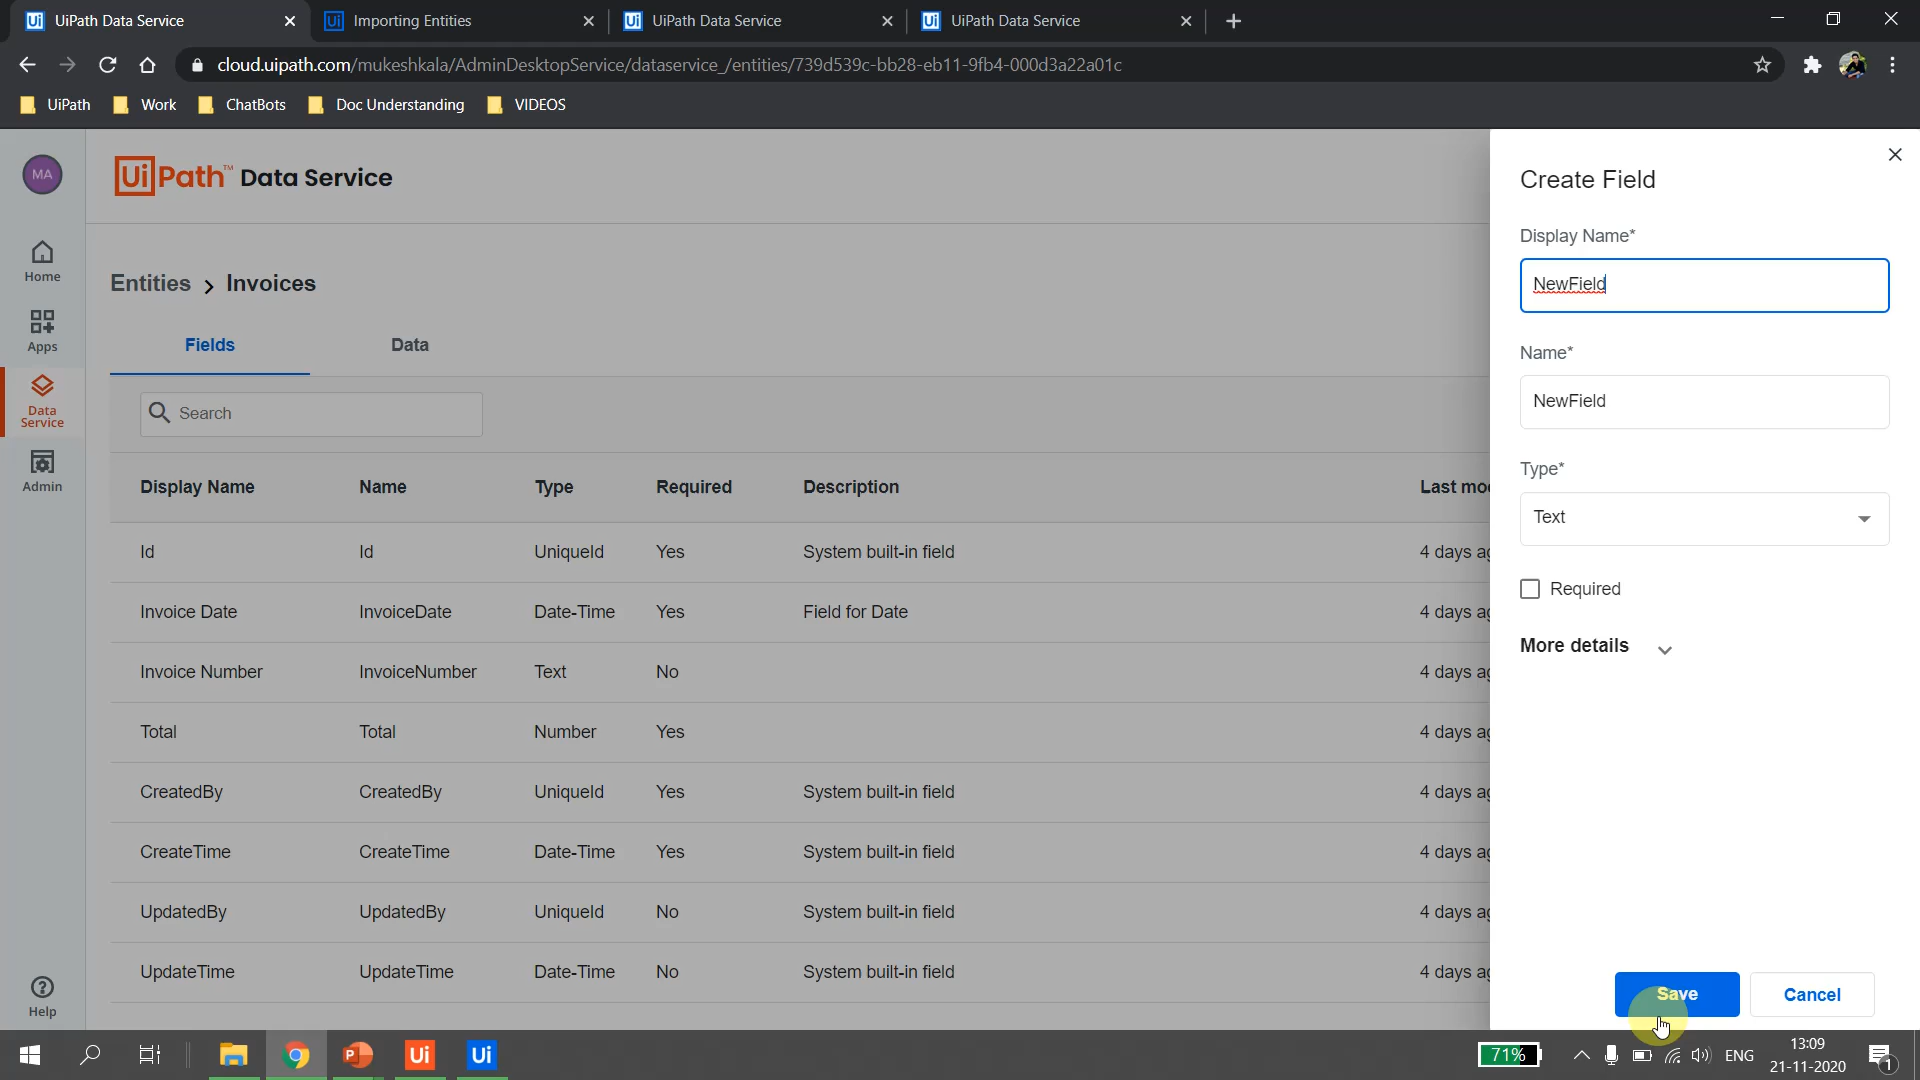 UiPath Data Service
Importing Entities
UiPath Data Service
UiPath Data Service
cloud.uipath.com/mukeshkala/AdminDesktopService/dataservice_/entities/739d539c-bb28-eb11-9fb4-000d3a22a01c
UiPath
Work
ChatBots
Doc Understanding
VIDEOS
MA
UiPath™ Data Service
Home
Apps
Data Service
Admin
Help
Entities > Invoices
Fields
Data
Search
Display Name Name Type Required Description Last mo
Id Id UniqueId Yes System built-in field 4 days ag
Invoice Date InvoiceDate Date-Time Yes Field for Date 4 days ag
Invoice Number InvoiceNumber Text No 4 days ag
Total Total Number Yes 4 days ag
CreatedBy CreatedBy UniqueId Yes System built-in field 4 days ag
CreateTime CreateTime Date-Time Yes System built-in field 4 days ag
UpdatedBy UpdatedBy UniqueId No System built-in field 4 days ag
UpdateTime UpdateTime Date-Time No System built-in field 4 days ag
Create Field
Display Name*
NewField
Name*
NewField
Type*
Text
Required
More details
Save
Cancel
71%
ENG
13:09
21-11-2020
1